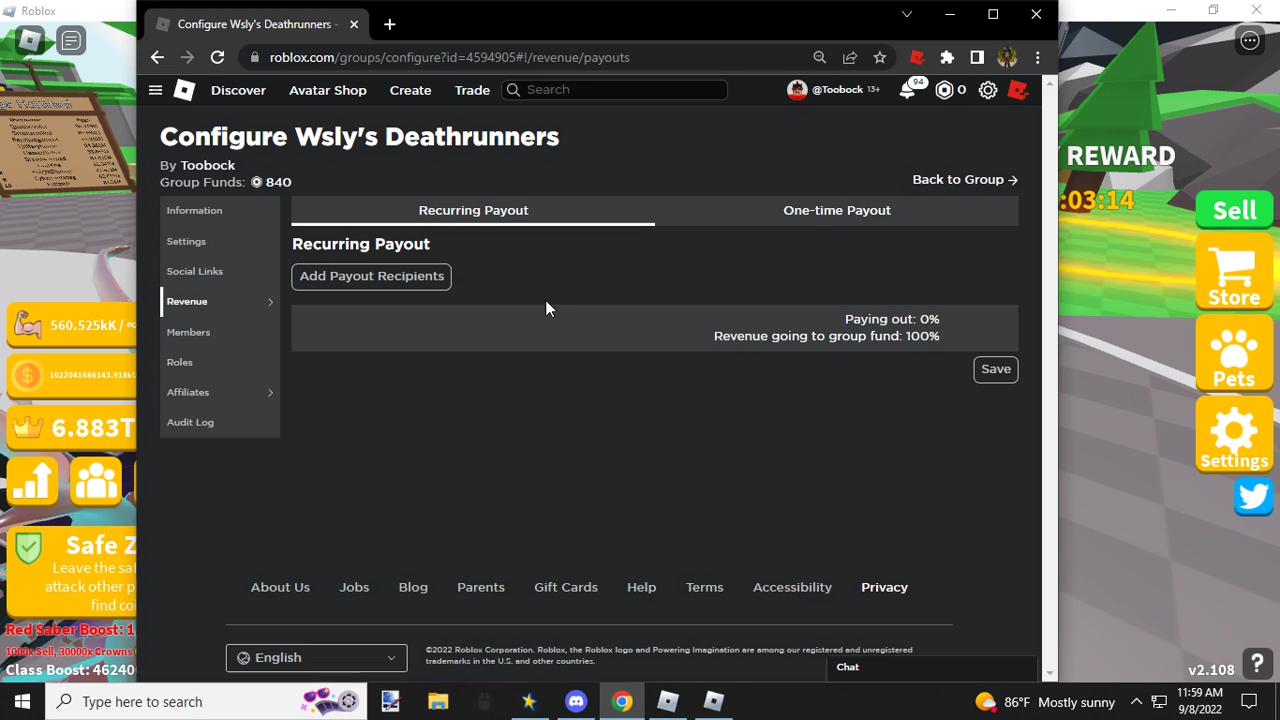 Roblox
Configure Wsly's Deathrunners -
roblox.com/groups/configure?id=4594905#!/revenue/payouts
Discover
Avatar Shop
Create
Trade
Search
@Toobock 13+
94
0
Configure Wsly's Deathrunners
By Toobock
Group Funds: 840
Back to Group →
Information
Settings
Social Links
Revenue
Members
Roles
Affiliates
Audit Log
Recurring Payout
One-time Payout
Recurring Payout
Add Payout Recipients
Paying out: 0%
Revenue going to group fund: 100%
Save
About Us
Jobs
Blog
Parents
Gift Cards
Help
Terms
Accessibility
Privacy
English
©2022 Roblox Corporation. Roblox, the Roblox logo and Powering Imagination are among our registered and unregistered
trademarks in the U.S. and other countries.
Chat
560.525kK / ∞
6.883T
Safe Z
Leave the saf
attack other p
find coi
Red Saber Boost: 1
1000x Sell, 30000x Crowns
Class Boost: 46240
REWARD
:03:14
Sell
Store
Pets
Settings
v2.108
?
Type here to search
86°F Mostly sunny
11:59 AM
9/8/2022